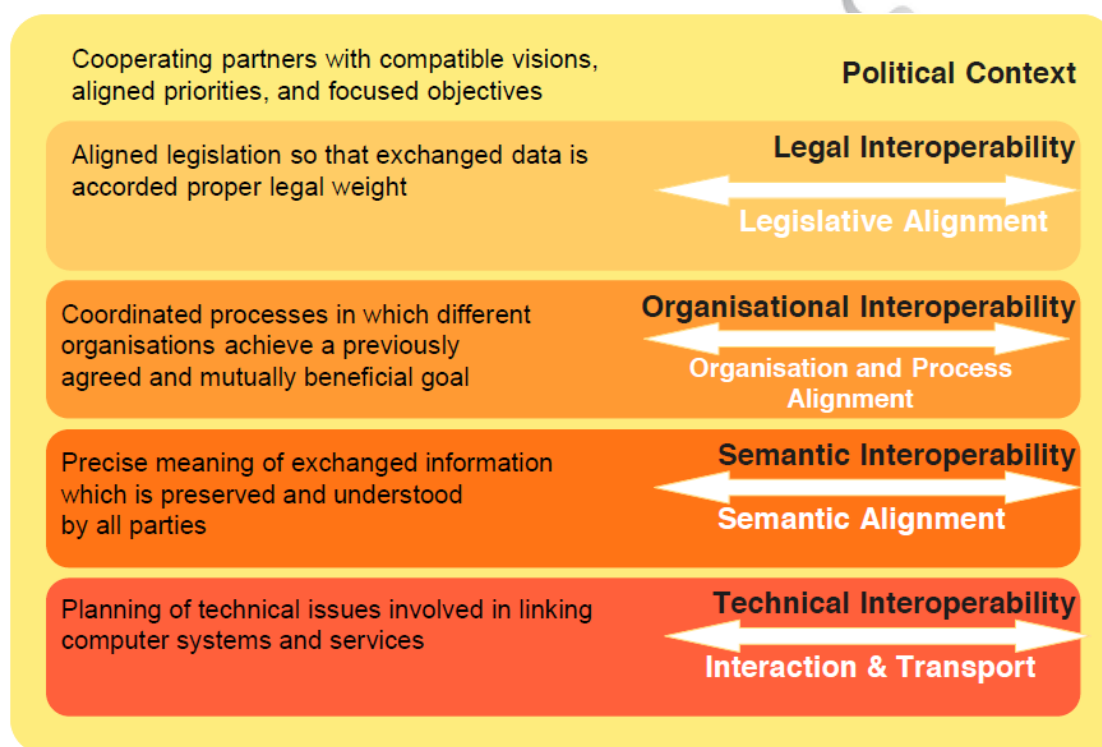 Cooperating partners with compatible visions,
aligned priorities, and focused objectives
Political Context
Aligned legislation so that exchanged data is
accorded proper legal weight
Legal Interoperability
Legislative Alignment
Coordinated processes in which different
organisations achieve a previously
agreed and mutually beneficial goal
Organisational Interoperability
Organisation and Process
Alignment
Precise meaning of exchanged information
which is preserved and understood
by all parties
Semantic Interoperability
Semantic Alignment
Planning of technical issues involved in linking
computer systems and services
Technical Interoperability
Interaction & Transport